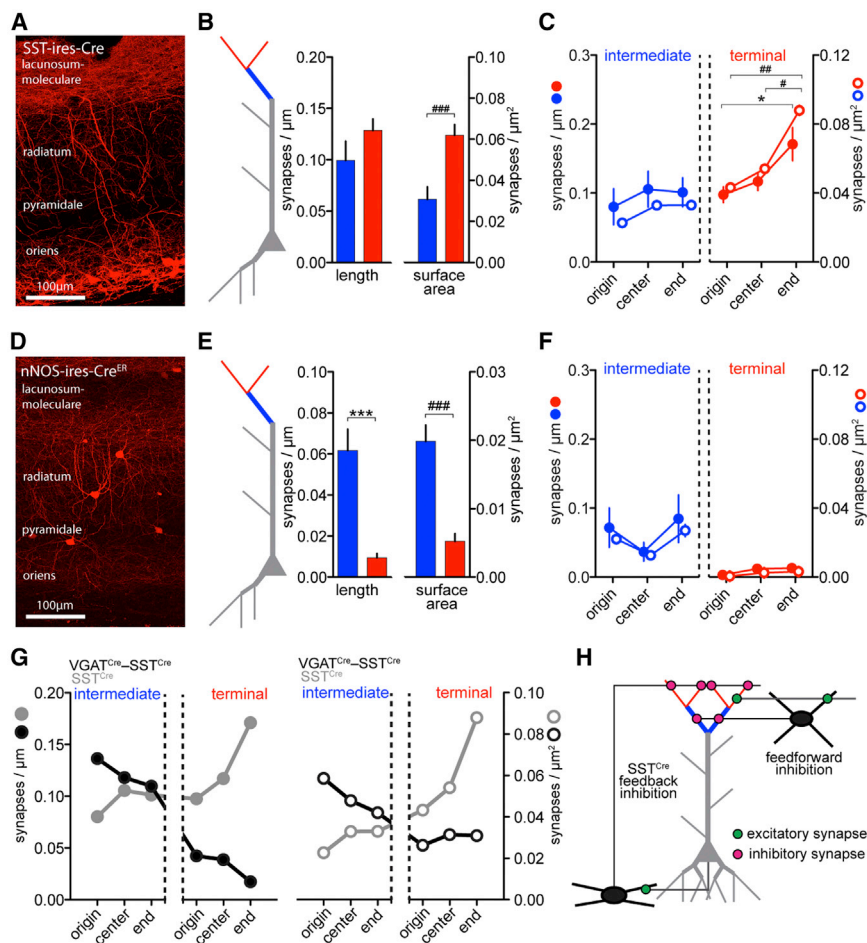 A
SST-ires-Cre
lacunosum-
moleculare
radiatum
pyramidale
oriens
100µm
B
synapses / µm
0.20
0.15
0.10
0.05
0.00
length
###
surface
area
synapses / µm²
0.10
0.08
0.06
0.04
0.02
0.00
C
intermediate
terminal
synapses / µm
0.3
0.2
0.1
0.0
##
#
*
synapses / µm²
0.12
0.08
0.04
0.00
origin
center
end
origin
center
end
D
nNOS-ires-CreER
lacunosum-
moleculare
radiatum
pyramidale
oriens
100µm
E
synapses / µm
0.10
0.08
0.06
0.04
0.02
0.00
***
length
###
surface
area
synapses / µm²
0.03
0.02
0.01
0.00
F
intermediate
terminal
synapses / µm
0.3
0.2
0.1
0.0
synapses / µm²
0.12
0.08
0.04
0.00
origin
center
end
origin
center
end
G
VGATCre–SSTCre
SSTCre
intermediate
terminal
synapses / µm
0.20
0.15
0.10
0.05
0.00
origin
center
end
origin
center
end
VGATCre–SSTCre
SSTCre
intermediate
terminal
synapses / µm²
0.10
0.08
0.06
0.04
0.02
0.00
origin
center
end
origin
center
end
H
SSTCre
feedback
inhibition
feedforward
inhibition
excitatory synapse
inhibitory synapse